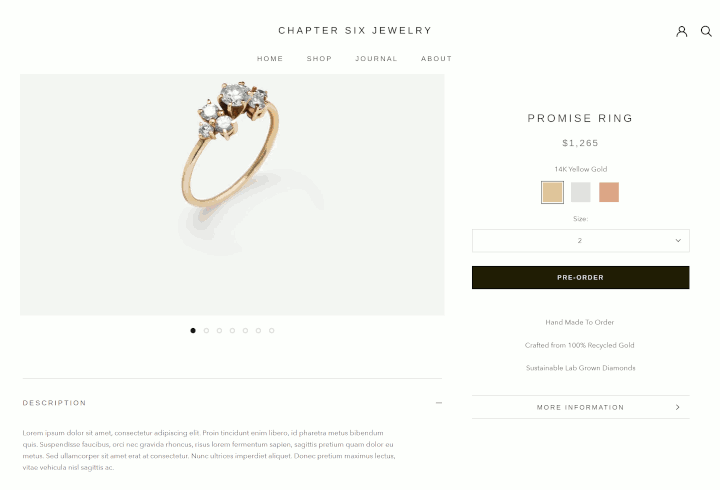 CHAPTER SIX JEWELRY
HOME SHOP JOURNAL ABOUT
PROMISE RING
$1,265
14K Yellow Gold
Size:
2
PRE-ORDER
Hand Made To Order
Crafted from 100% Recycled Gold
Sustainable Lab Grown Diamonds
MORE INFORMATION
DESCRIPTION
Lorem ipsum dolor sit amet, consectetur adipiscing elit. Proin tincidunt enim libero, id pharetra metus bibendum
quis. Suspendisse faucibus, orci nec gravida rhoncus, risus lorem fermentum sapien, sagittis pretium quam dolor eu
metus. Sed ullamcorper sit amet erat at consectetur. Nunc ultrices imperdiet aliquet. Donec pretium maximus lectus,
vitae vehicula nisl sagittis ac.